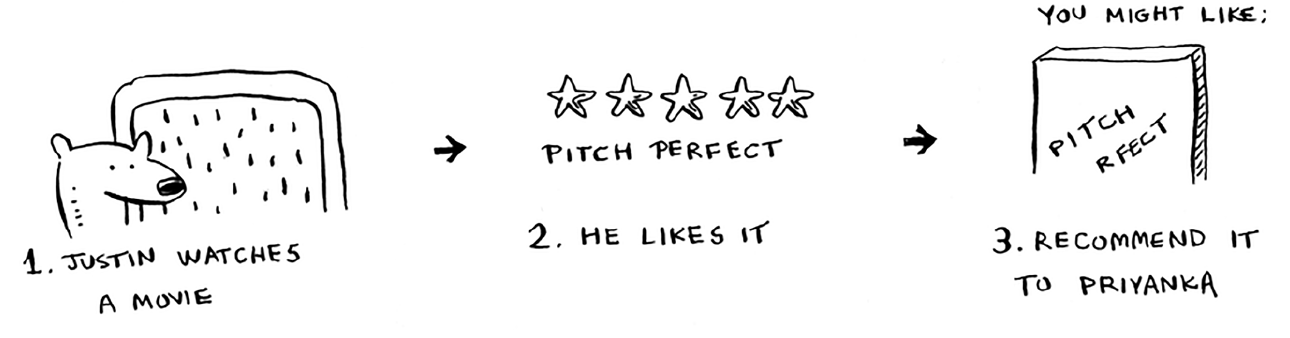 1. JUSTIN WATCHES
A MOVIE
PITCH PERFECT
2. HE LIKES IT
YOU MIGHT LIKE:
PITCH
RFECT
3. RECOMMEND IT
TO PRIYANKA